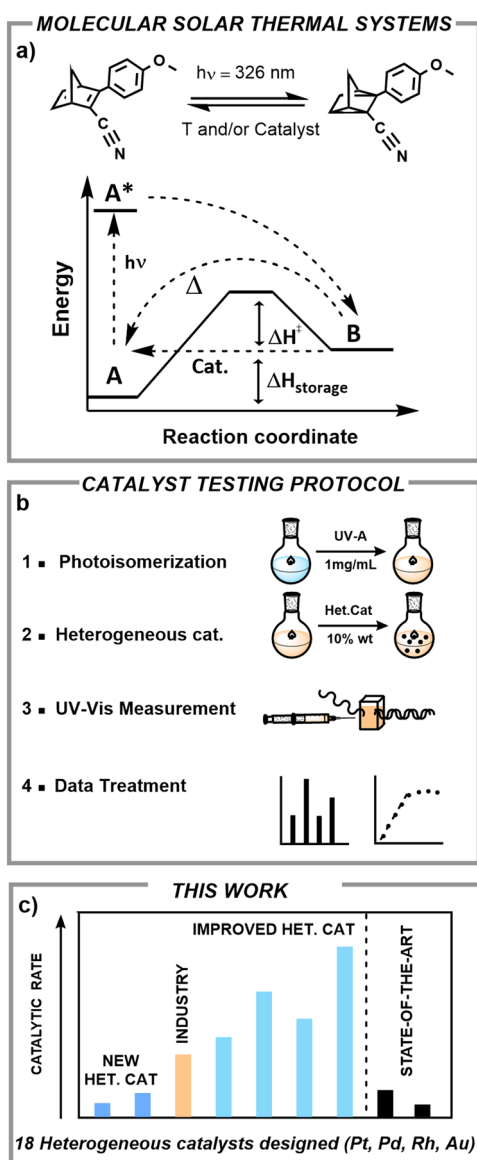 MOLECULAR SOLAR THERMAL SYSTEMS
a)
hν = 326 nm
T and/or Catalyst
O
C
N
O
C
N
Energy
A*
hν
Δ
A
Cat.
ΔH‡
B
ΔHstorage
Reaction coordinate
CATALYST TESTING PROTOCOL
b
1 ▪ Photoisomerization
UV-A
1mg/mL
2 ▪ Heterogeneous cat.
Het.Cat
10% wt
3 ▪ UV-Vis Measurement
4 ▪ Data Treatment
THIS WORK
c)
CATALYTIC RATE
NEW
HET. CAT
INDUSTRY
IMPROVED HET. CAT
STATE-OF-THE-ART
18 Heterogeneous catalysts designed (Pt, Pd, Rh, Au)